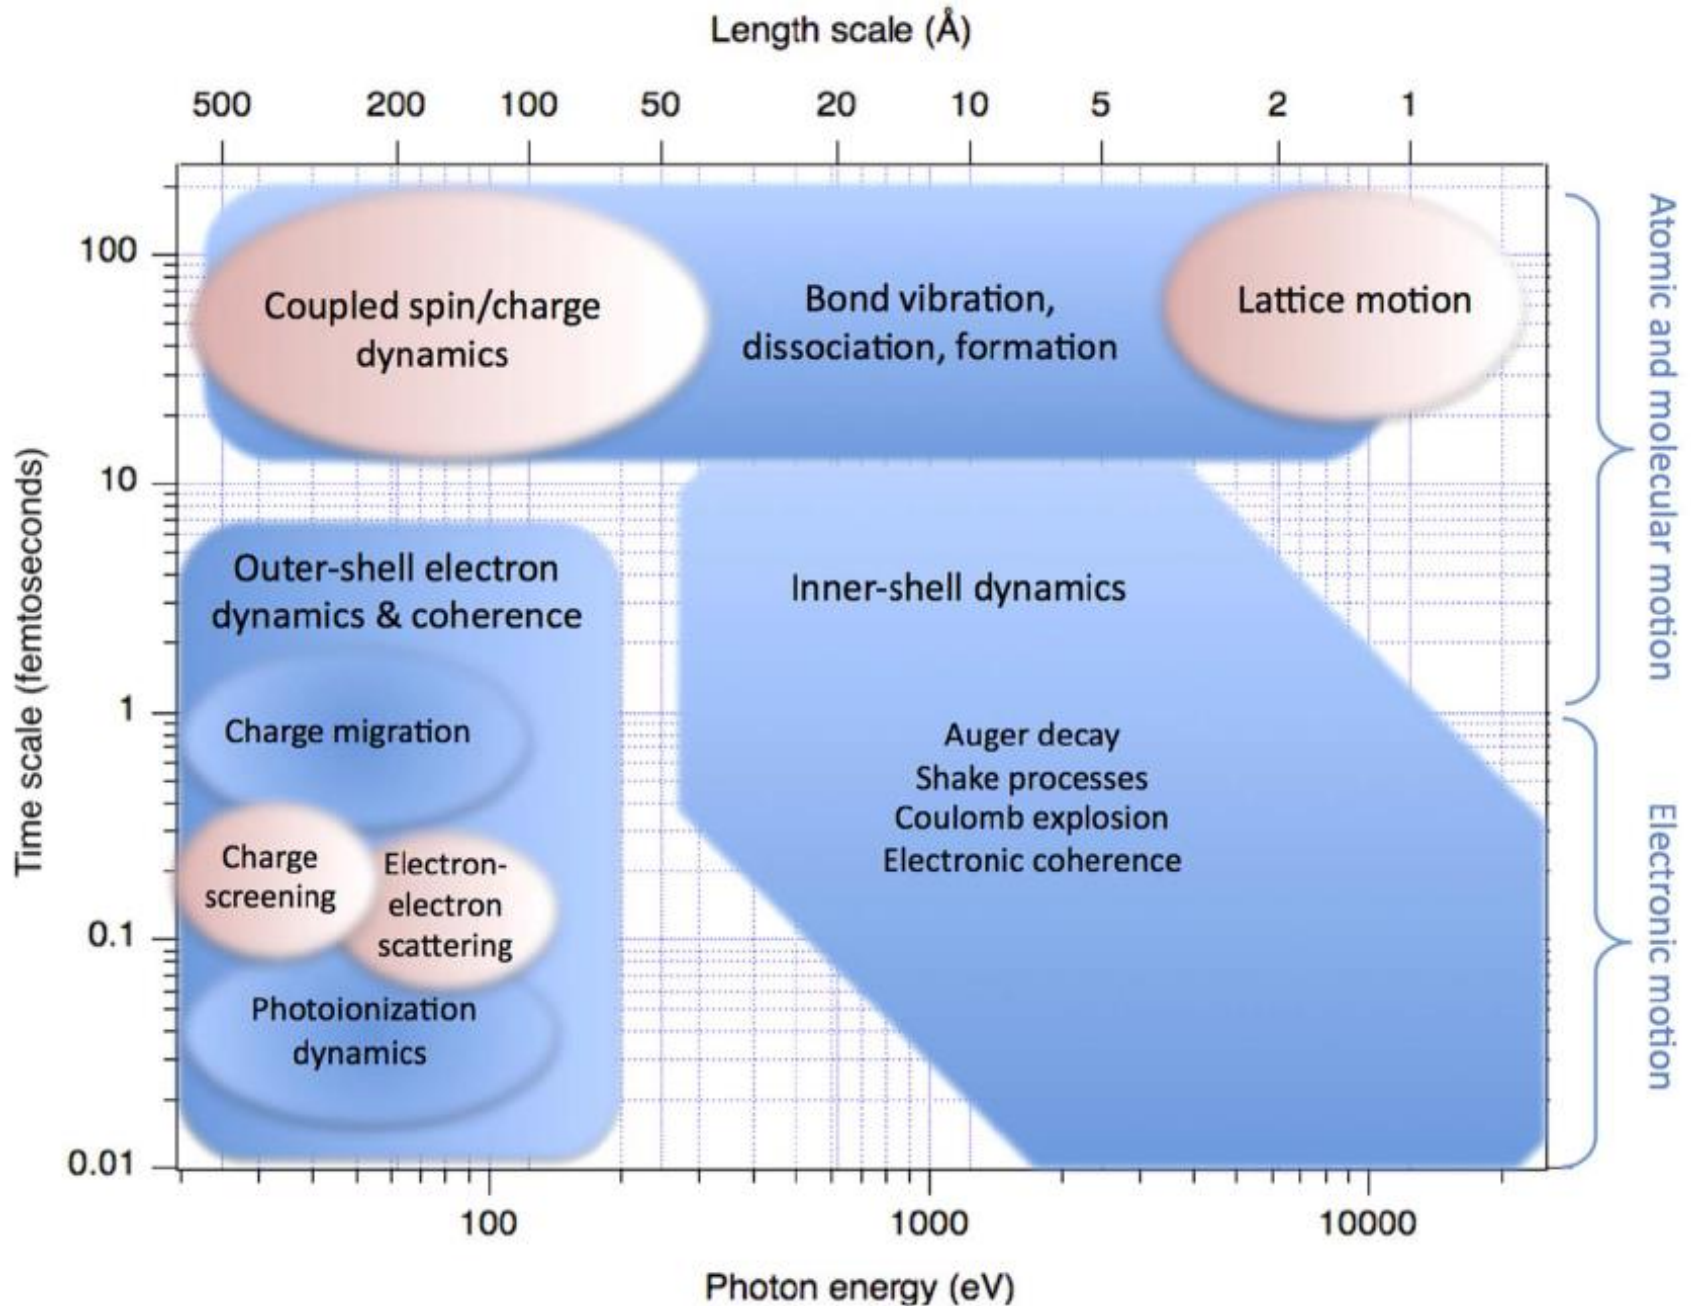 Length scale (Å)
500 200 100 50 20 10 5 2 1
Time scale (femtoseconds)
100
10
1
0.1
0.01
Coupled spin/charge
dynamics
Bond vibration,
dissociation, formation
Lattice motion
Outer-shell electron
dynamics & coherence
Charge migration
Charge
screening
Electron-
electron
scattering
Photoionization
dynamics
Inner-shell dynamics
Auger decay
Shake processes
Coulomb explosion
Electronic coherence
Atomic and molecular motion
Electronic motion
100 1000 10000
Photon energy (eV)